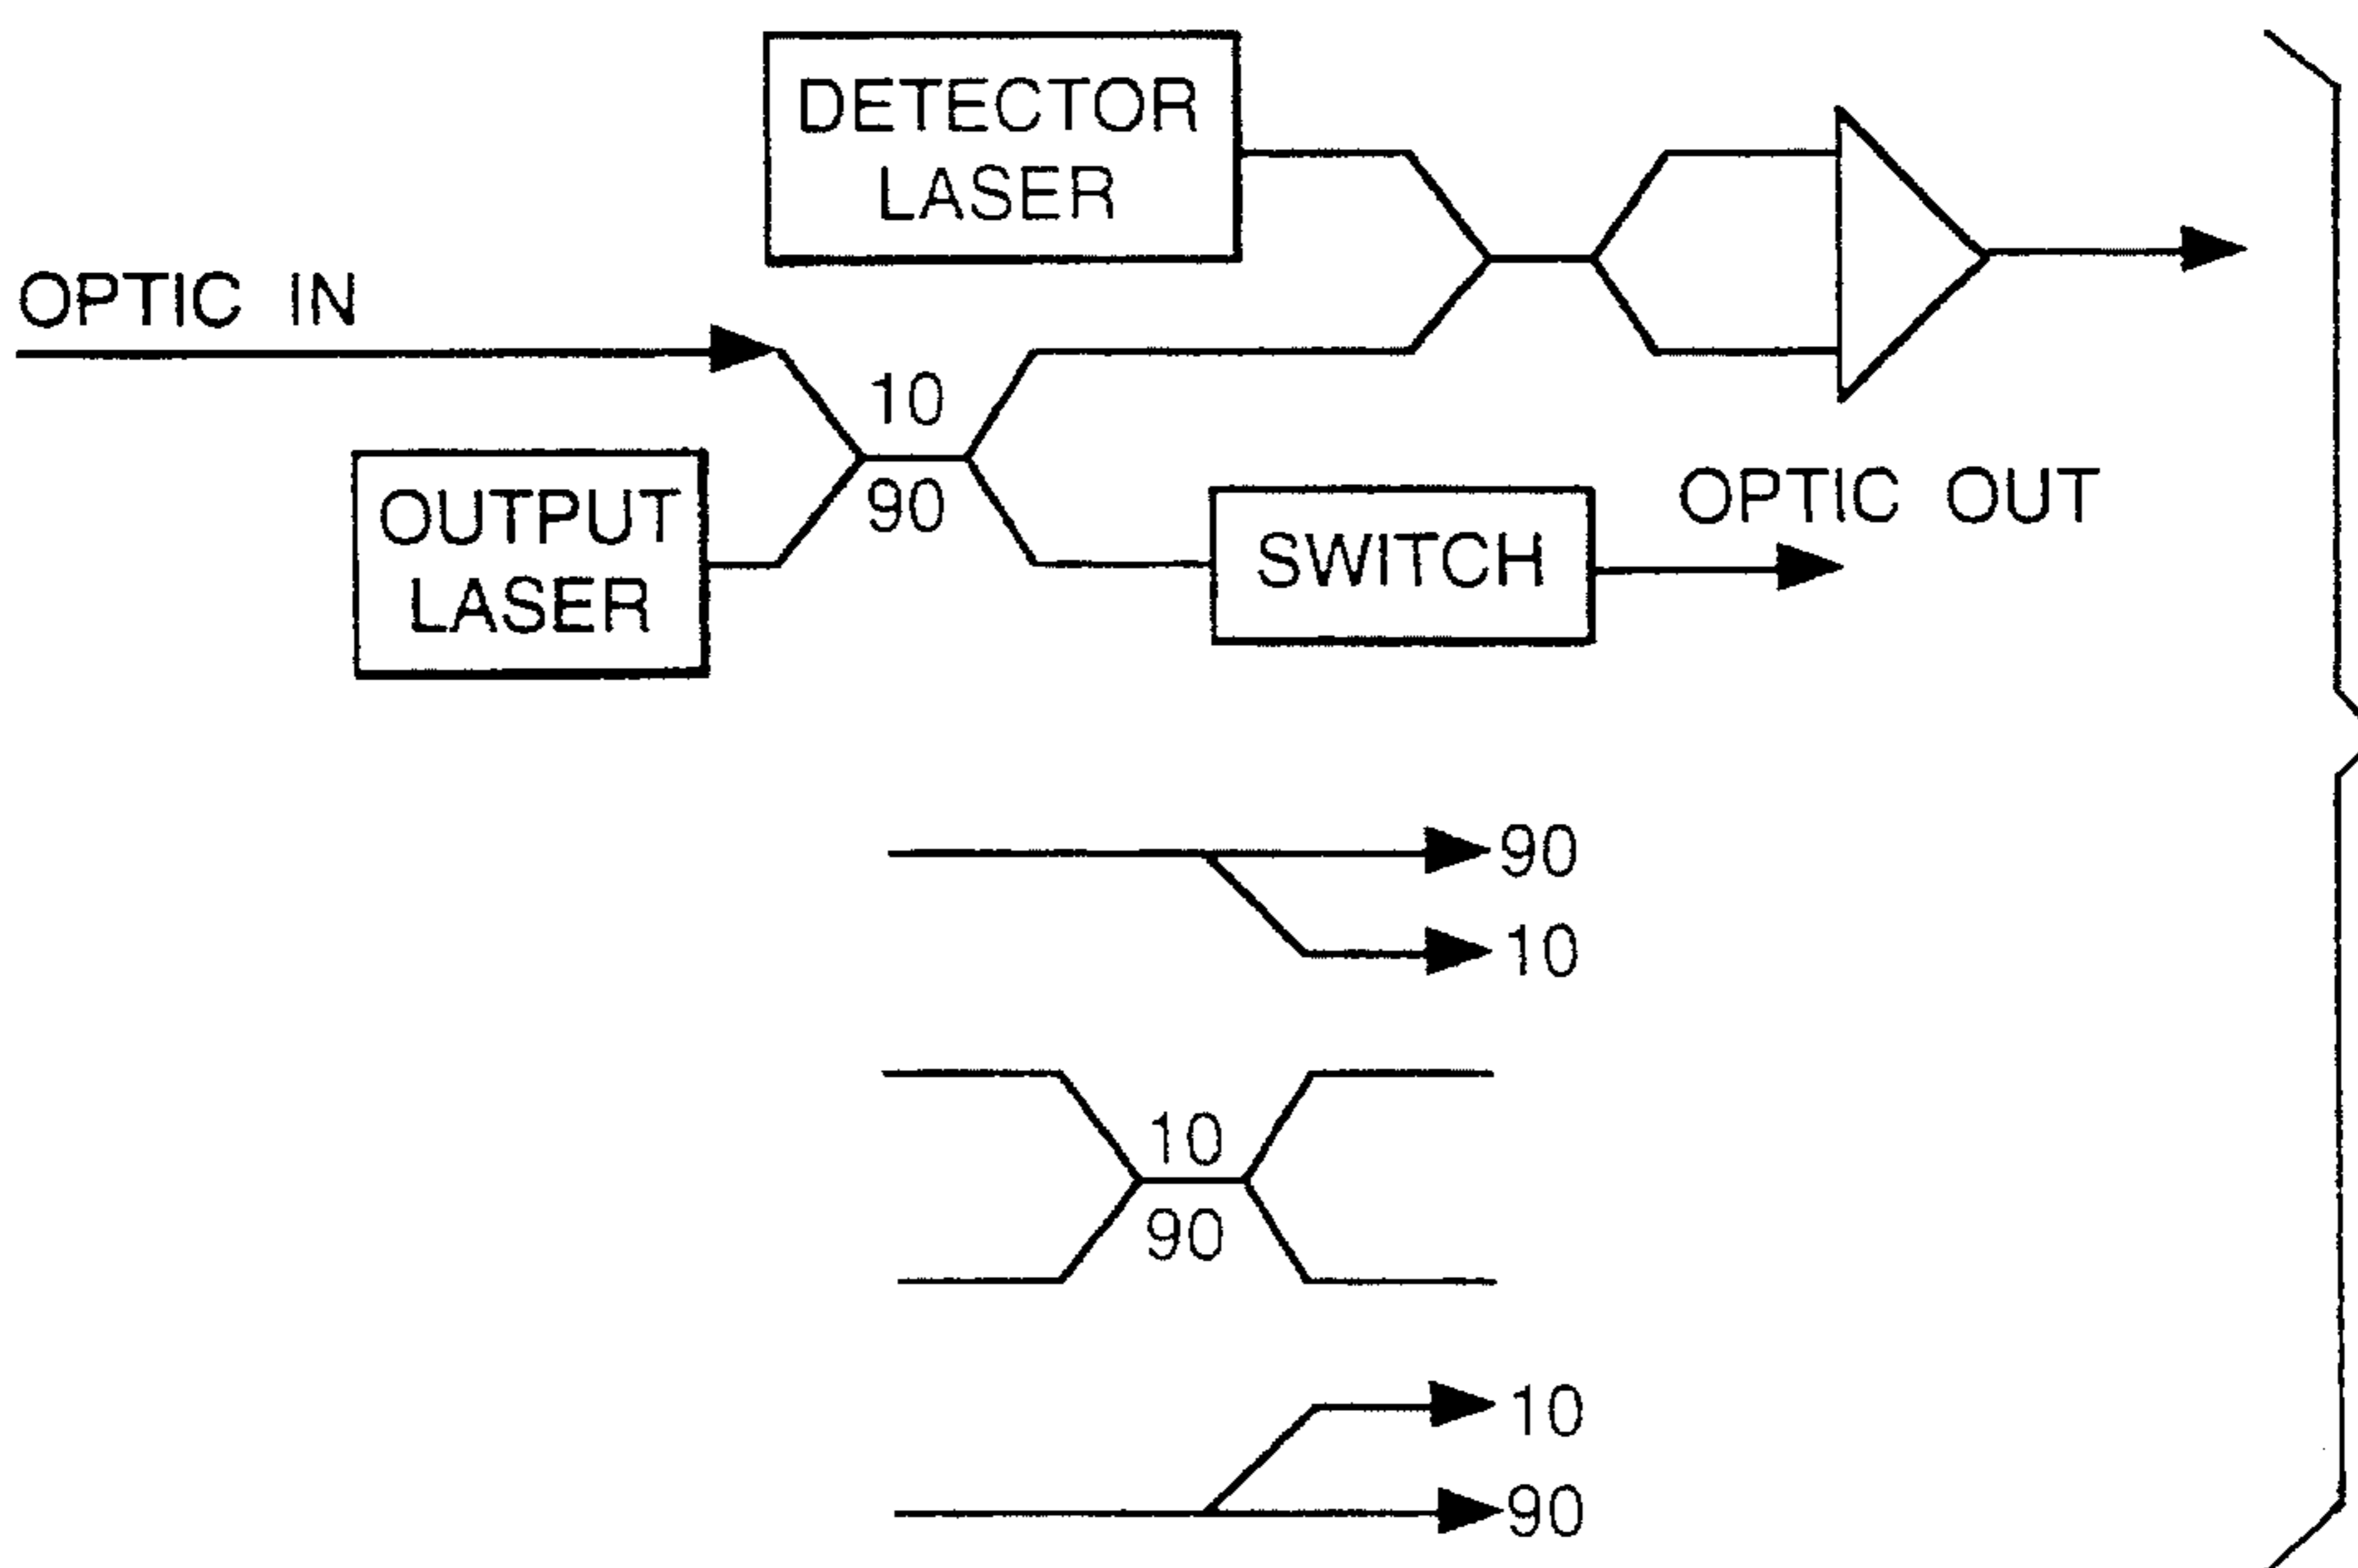 DETECTOR
LASER
OPTIC IN
10
90
OUTPUT
LASER
OPTIC OUT
SWITCH
90
10
10
90
10
90